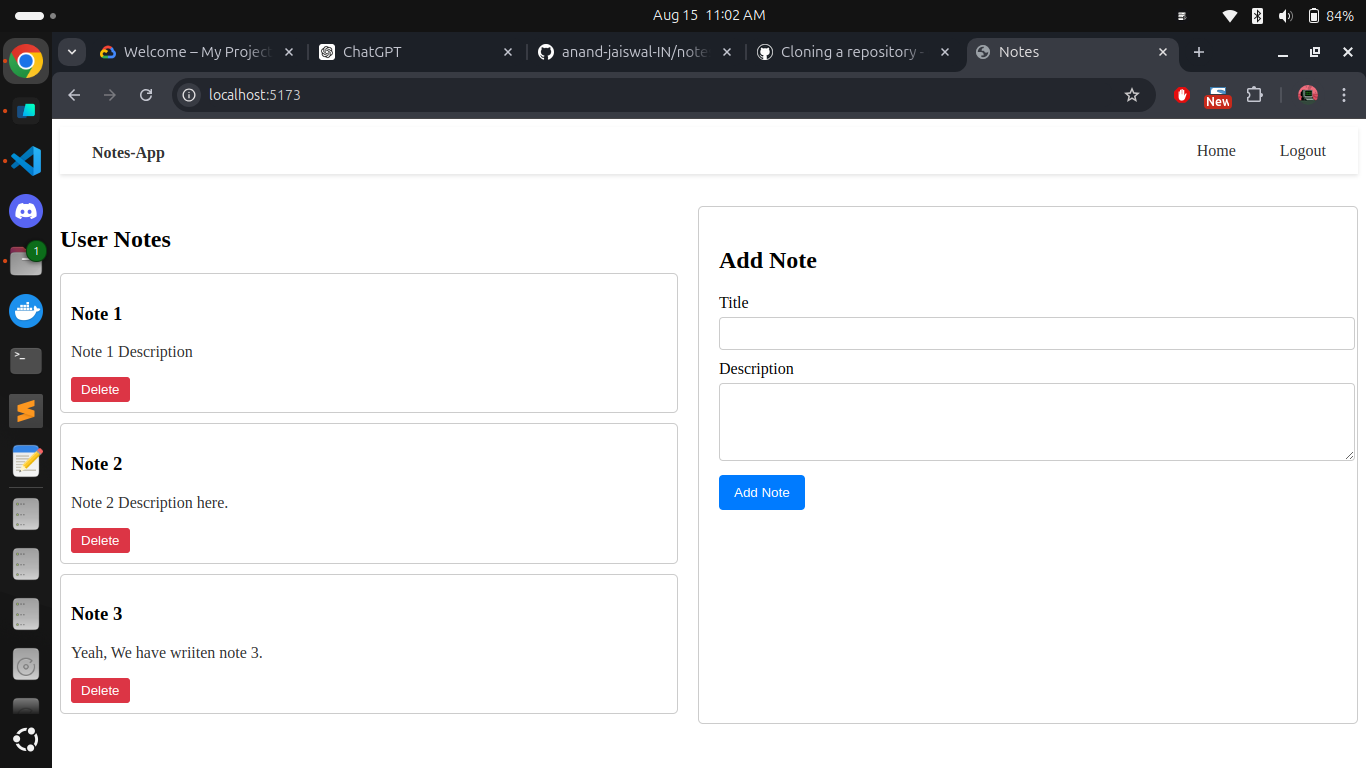 Aug 15 11:02 AM
84%
Welcome – My Project
ChatGPT
anand-jaiswal-IN/note
Cloning a repository -
Notes
localhost:5173
New
1
Notes-App
Home
Logout
User Notes
Note 1
Note 1 Description
Delete
Note 2
Note 2 Description here.
Delete
Note 3
Yeah, We have wriiten note 3.
Delete
Add Note
Title
Description
Add Note